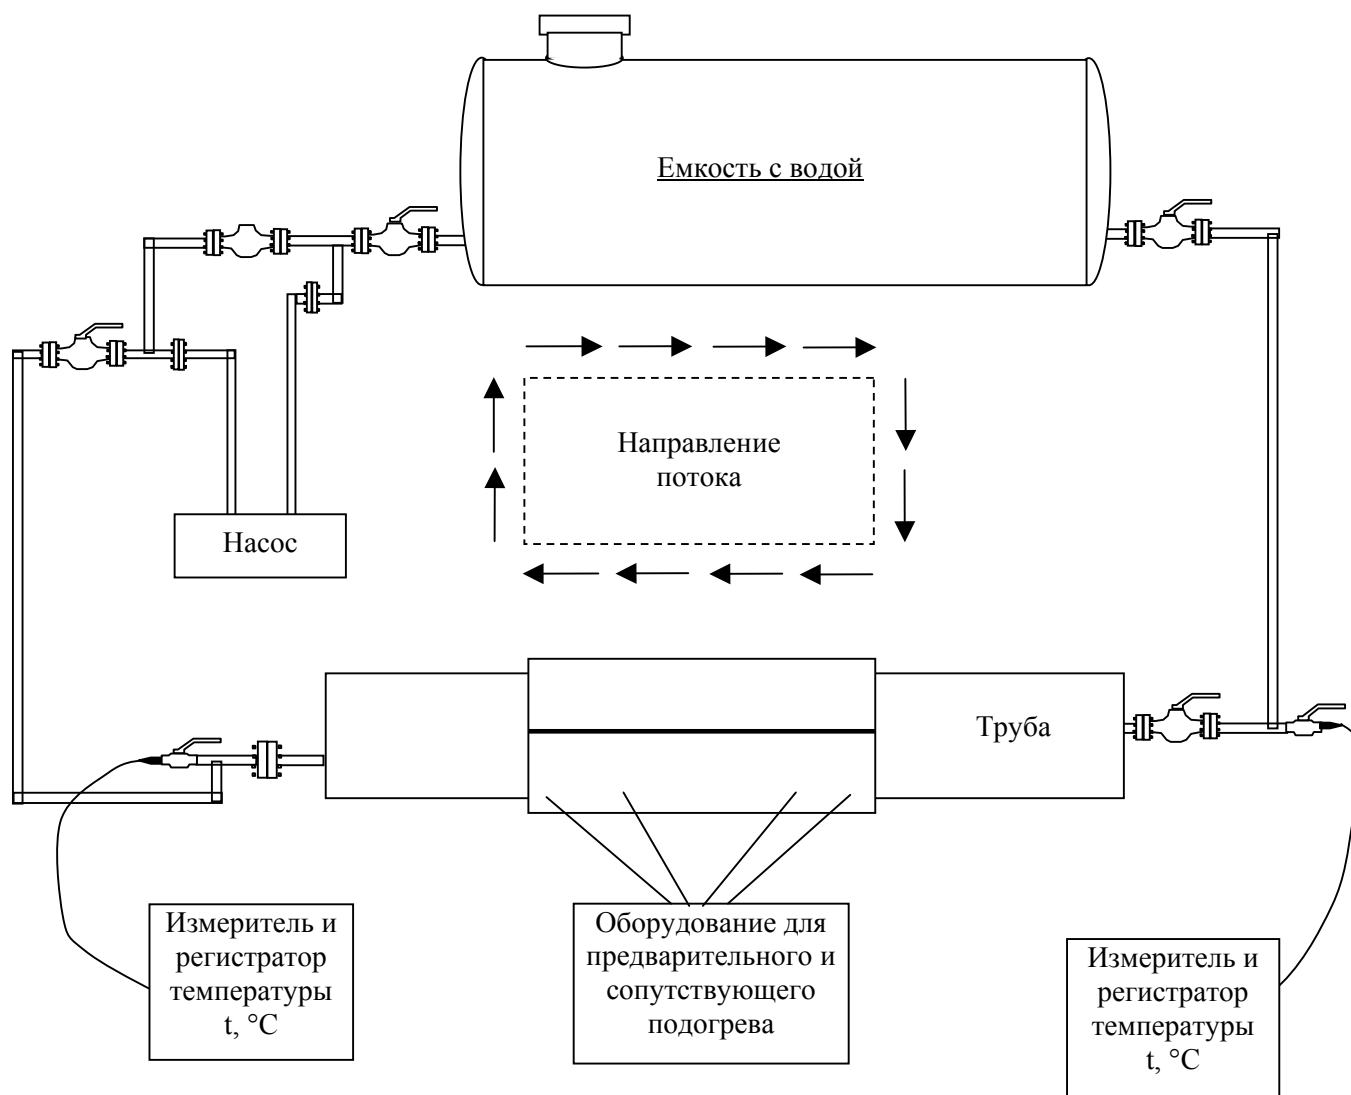 Емкость с водой
Направление
потока
Насос
Труба
Измеритель и
регистратор
температуры
t, °C
Оборудование для
предварительного и
сопутствующего
подогрева
Измеритель и
регистратор
температуры
t, °C